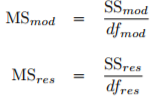 MS_mod = SS_mod / df_mod
MS_res = SS_res / df_res